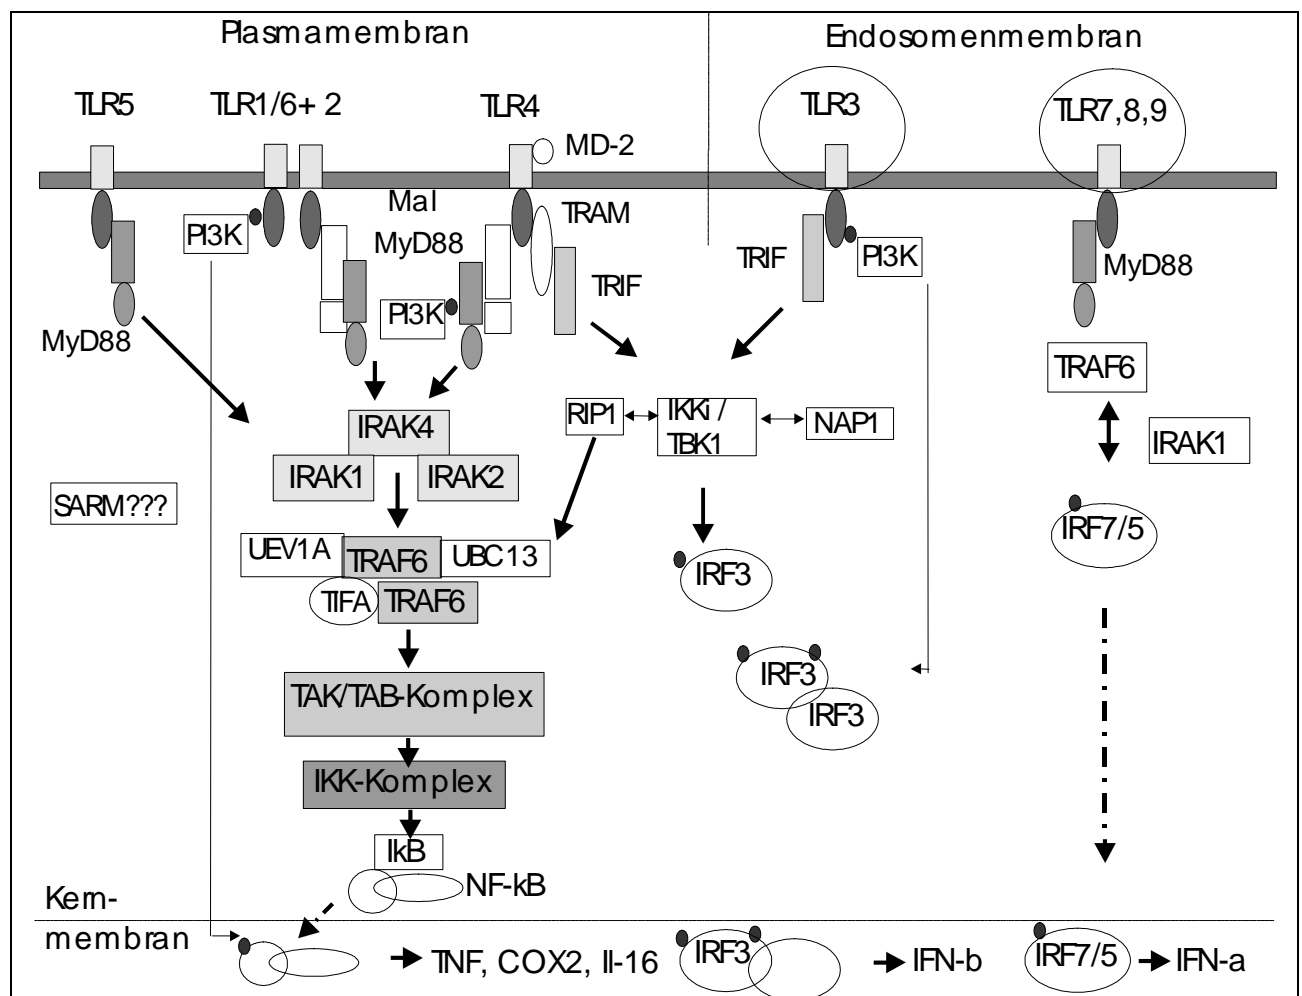 Plasmamembran
Endosomenmembran
TLR5
TLR1/6+ 2
TLR4
TLR3
TLR7,8,9
MD-2
Mal
TRAM
PI3K
MyD88
TRIF
PI3K
MyD88
TRIF
PI3K
MyD88
TRAF6
IRAK4
RIP1
IKKi /
TBK1
NAP1
IRAK1
IRAK1
IRAK2
SARM???
UEV1A
TRAF6
UBC13
IRF7/5
TIFA
TRAF6
IRF3
TAK/TAB-Komplex
IRF3
IRF3
IKK-Komplex
IkB
NF-kB
Kern-
membran
TNF, COX2, Il-16
IRF3
IFN-b
IRF7/5
IFN-a